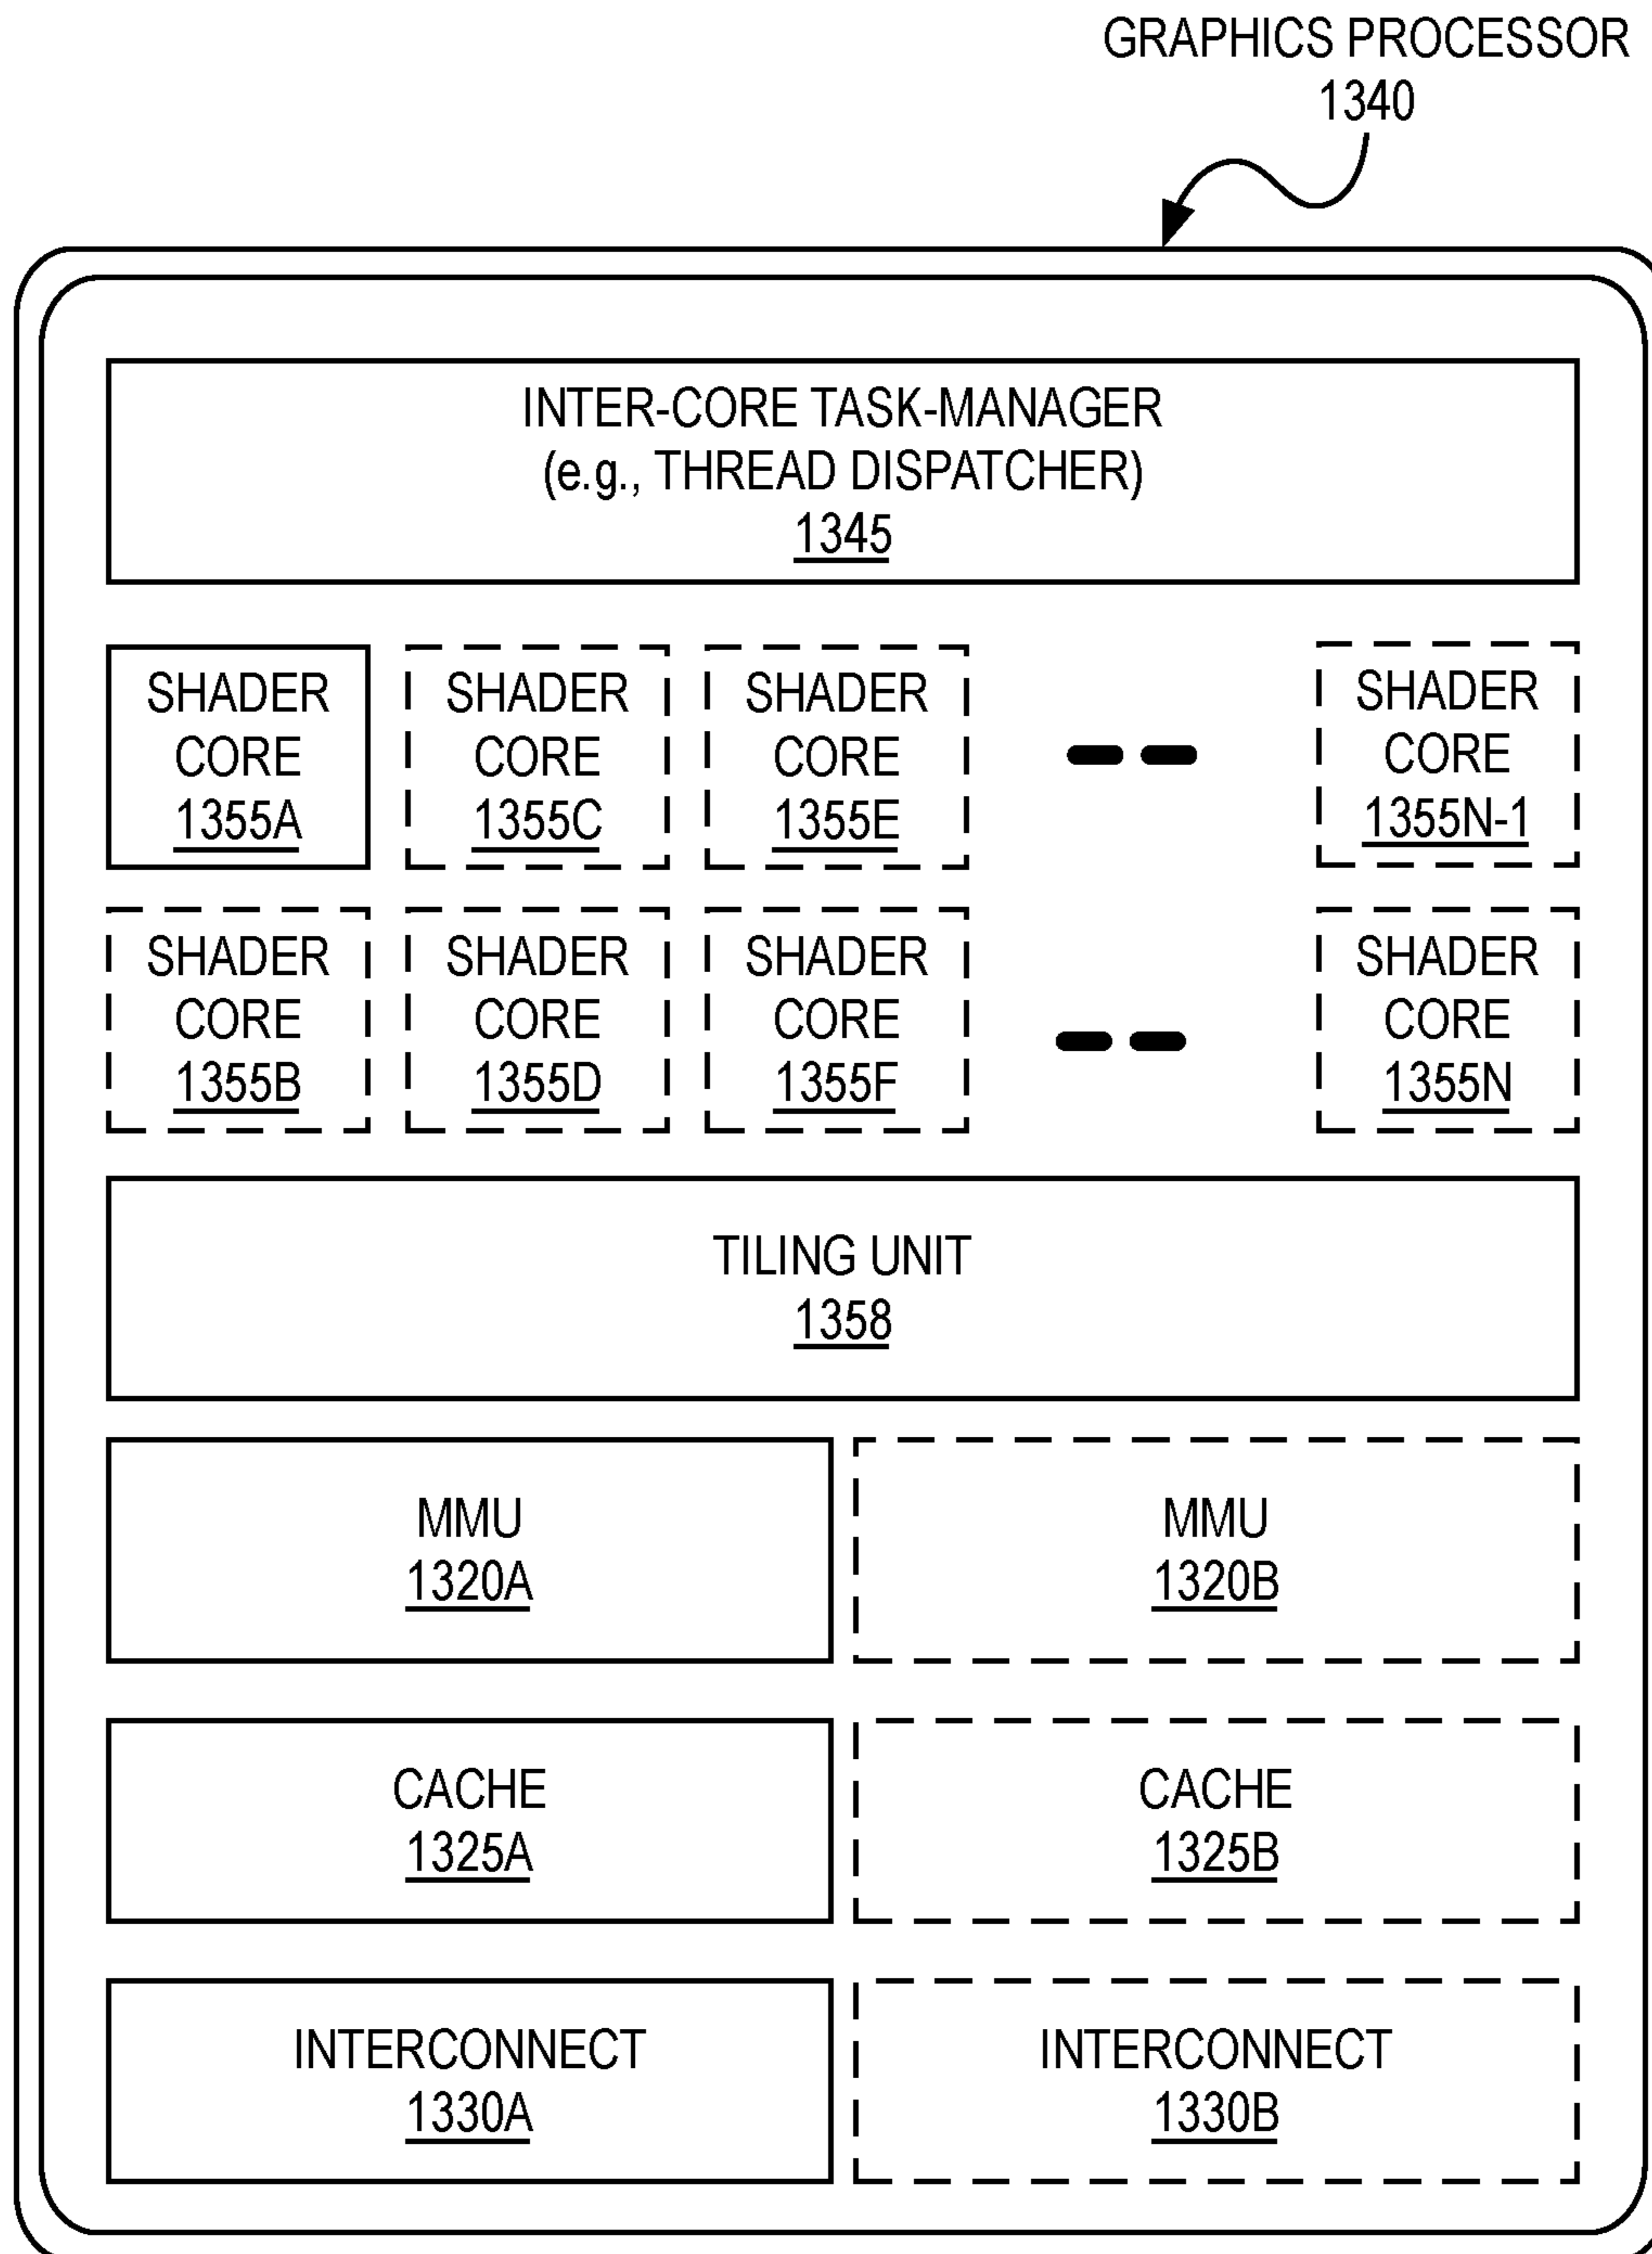 GRAPHICS PROCESSOR
1340
INTER-CORE TASK-MANAGER
(e.g., THREAD DISPATCHER)
1345
SHADER
CORE
1355A
SHADER
CORE
1355C
SHADER
CORE
1355E
SHADER
CORE
1355N-1
SHADER
CORE
1355B
SHADER
CORE
1355D
SHADER
CORE
1355F
SHADER
CORE
1355N
TILING UNIT
1358
MMU
1320A
MMU
1320B
CACHE
1325A
CACHE
1325B
INTERCONNECT
1330A
INTERCONNECT
1330B